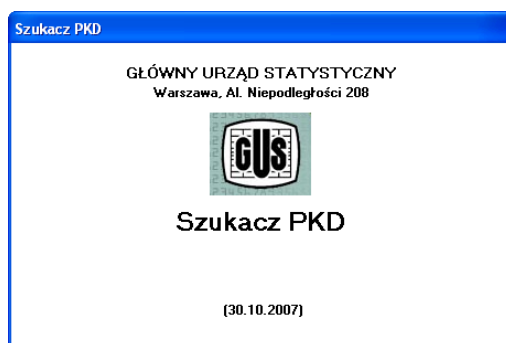 Szukacz PKD
GŁÓWNY URZĄD STATYSTYCZNY
Warszawa, Al. Niepodległości 208
GUS
Szukacz PKD
(30.10.2007)